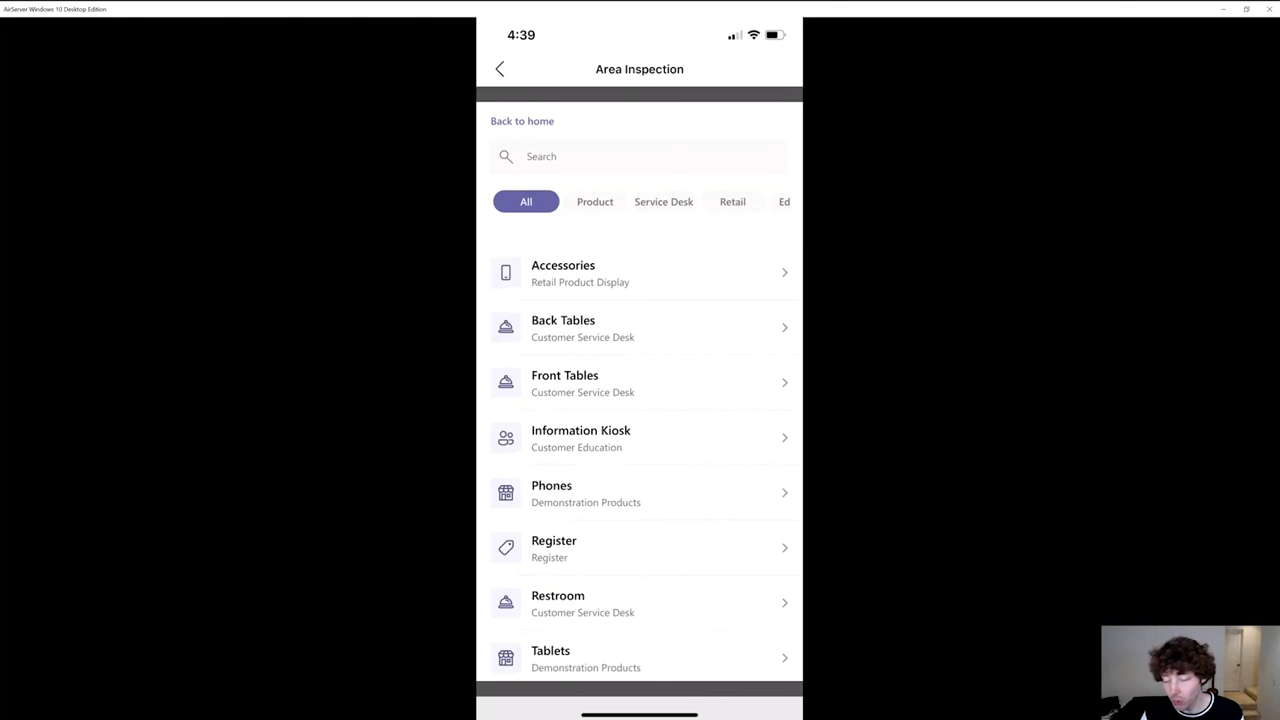 AirServer Windows 10 Desktop Edition
4:39
Area Inspection
Back to home
Search
All
Product
Service Desk
Retail
Ed
Accessories
Retail Product Display
Back Tables
Customer Service Desk
Front Tables
Customer Service Desk
Information Kiosk
Customer Education
Phones
Demonstration Products
Register
Register
Restroom
Customer Service Desk
Tablets
Demonstration Products